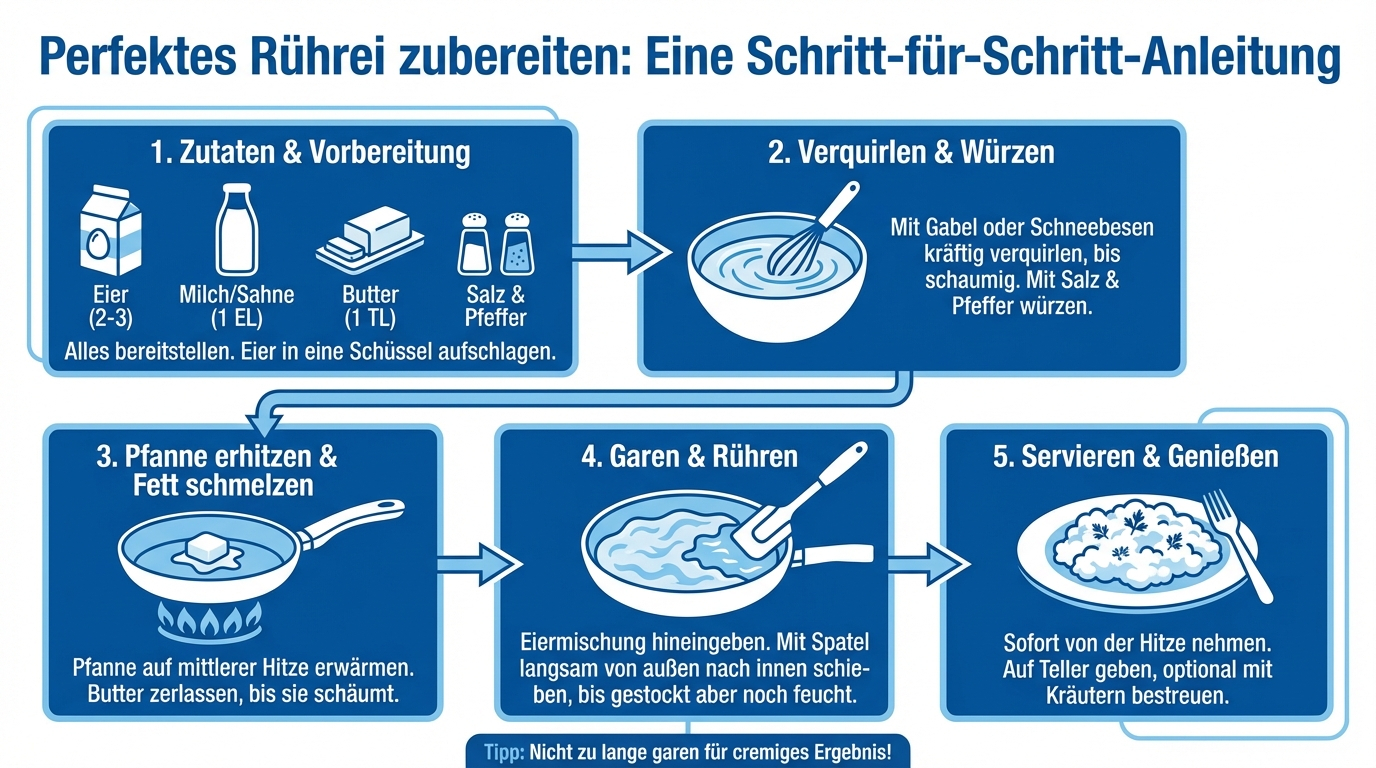 Perfektes Rührei zubereiten: Eine Schritt-für-Schritt-Anleitung
1. Zutaten & Vorbereitung
Eier
(2-3)
Milch/Sahne
(1 EL)
Butter
(1 TL)
Salz &
Pfeffer
Alles bereitstellen. Eier in eine Schüssel aufschlagen.
2. Verquirlen & Würzen
Mit Gabel oder Schneebesen
kräftig verquirlen, bis
schaumig. Mit Salz &
Pfeffer würzen.
3. Pfanne erhitzen &
Fett schmelzen
Pfanne auf mittlerer Hitze erwärmen.
Butter zerlassen, bis sie schäumt.
4. Garen & Rühren
Eiermischung hineingeben. Mit Spatel
langsam von außen nach innen schie-
ben, bis gestockt aber noch feucht.
5. Servieren & Genießen
Sofort von der Hitze nehmen.
Auf Teller geben, optional mit
Kräutern bestreuen.
Tipp: Nicht zu lange garen für cremiges Ergebnis!